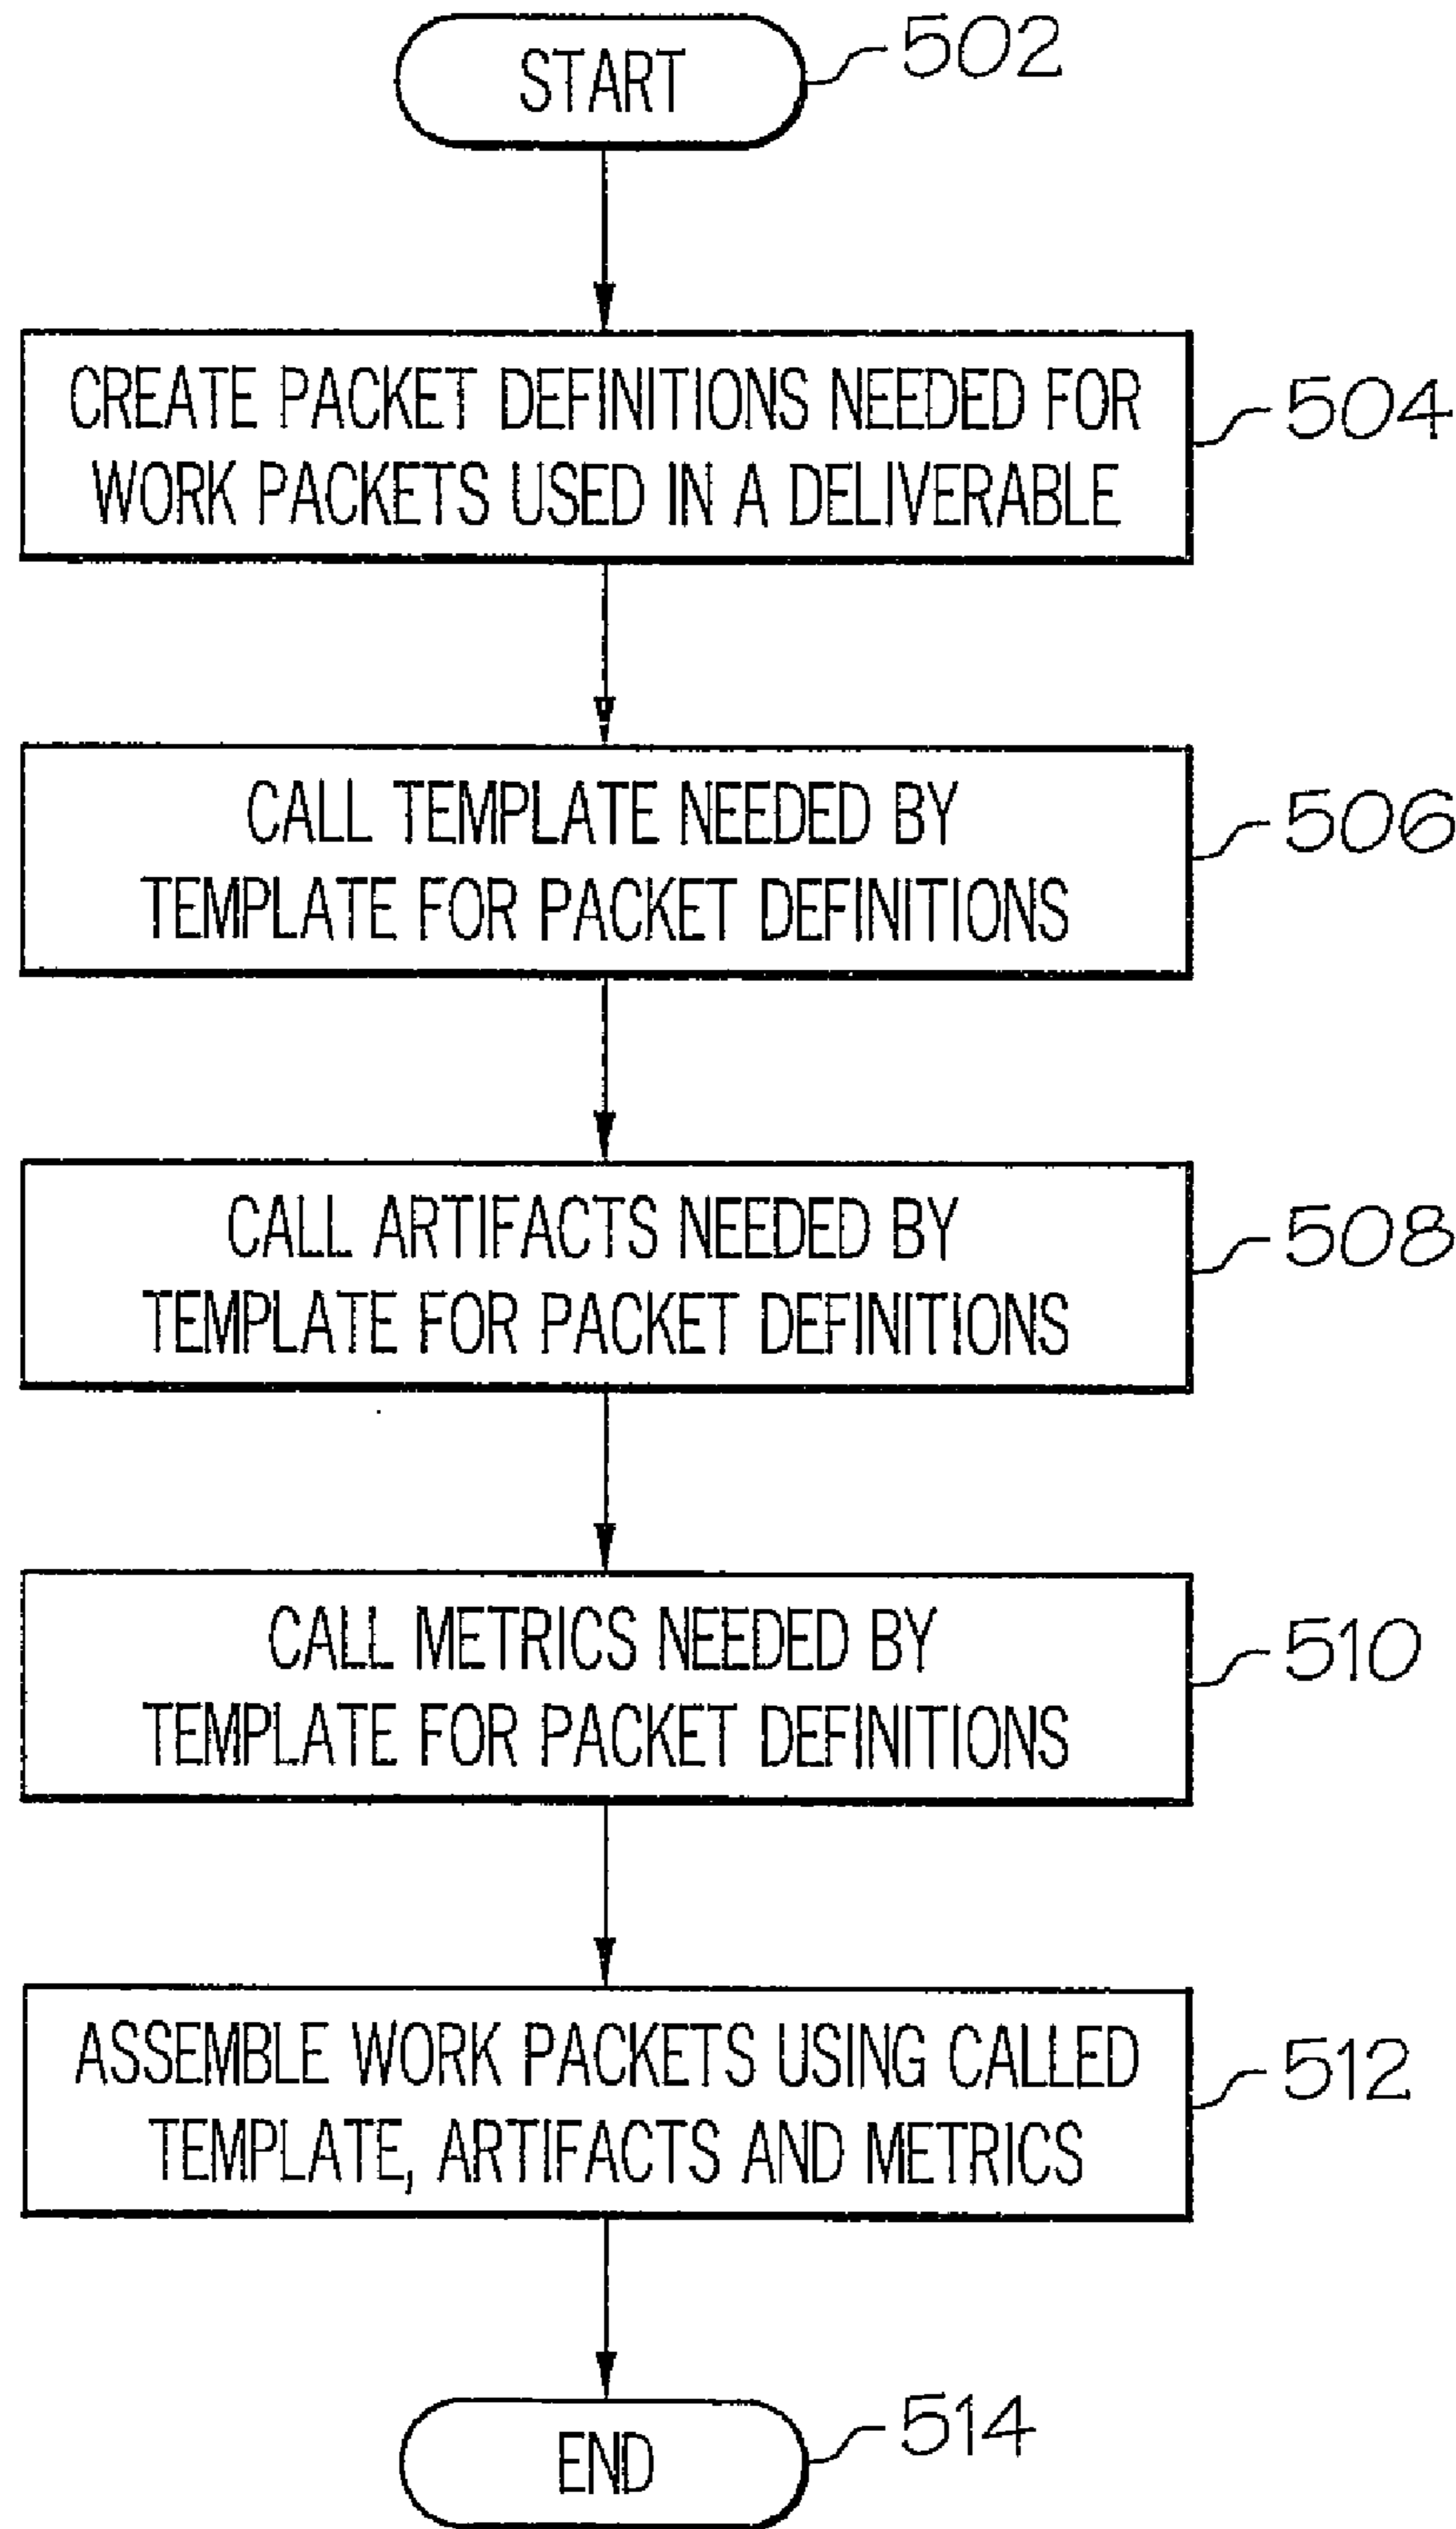 START
502
CREATE PACKET DEFINITIONS NEEDED FOR
WORK PACKETS USED IN A DELIVERABLE
504
CALL TEMPLATE NEEDED BY
TEMPLATE FOR PACKET DEFINITIONS
506
CALL ARTIFACTS NEEDED BY
TEMPLATE FOR PACKET DEFINITIONS
508
CALL METRICS NEEDED BY
TEMPLATE FOR PACKET DEFINITIONS
510
ASSEMBLE WORK PACKETS USING CALLED
TEMPLATE, ARTIFACTS AND METRICS
512
END
514